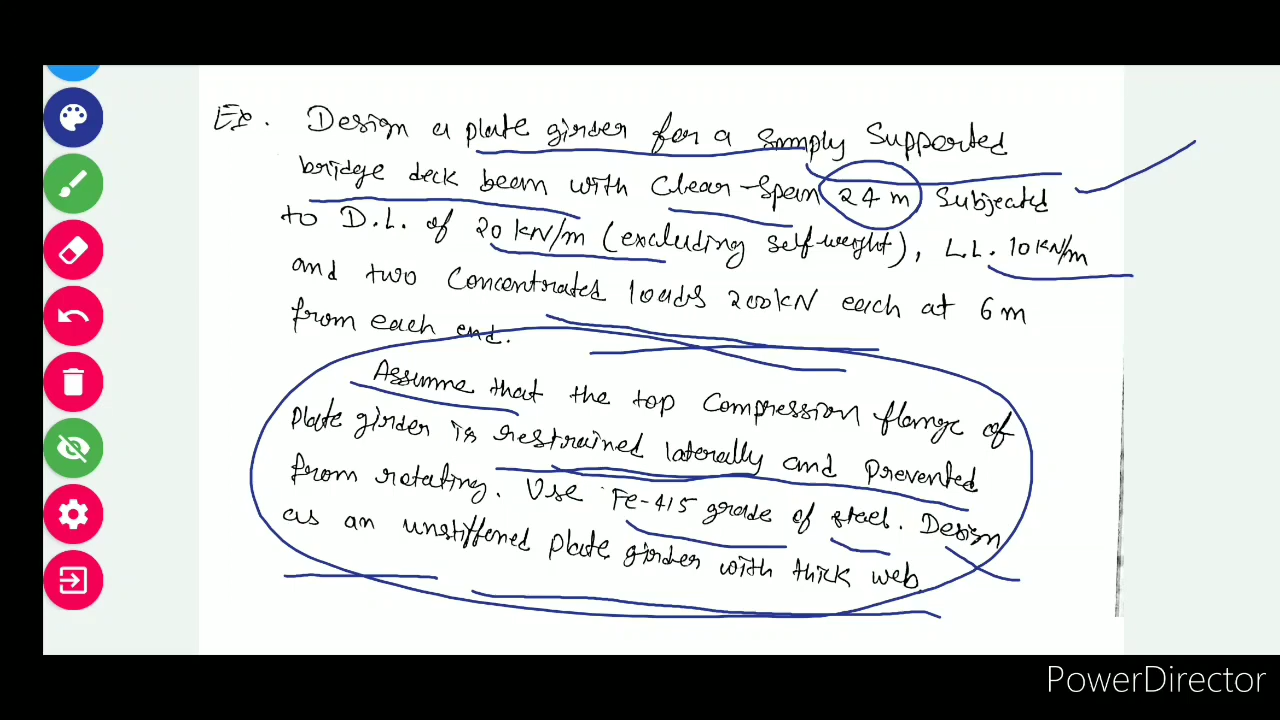 Ex. Design a plate girder for a simply supported
bridge deck beam with clear-span 24 m subjected
to D.L. of 20 kN/m (excluding self weight), L.L. 10 kN/m
and two concentrated loads 200 kN each at 6 m
from each end.
Assume that the top compression flange of
plate girder is restrained laterally and prevented
from rotating. Use Fe-415 grade of steel. Design
as an unstiffened plate girder with thick web.
PowerDirector